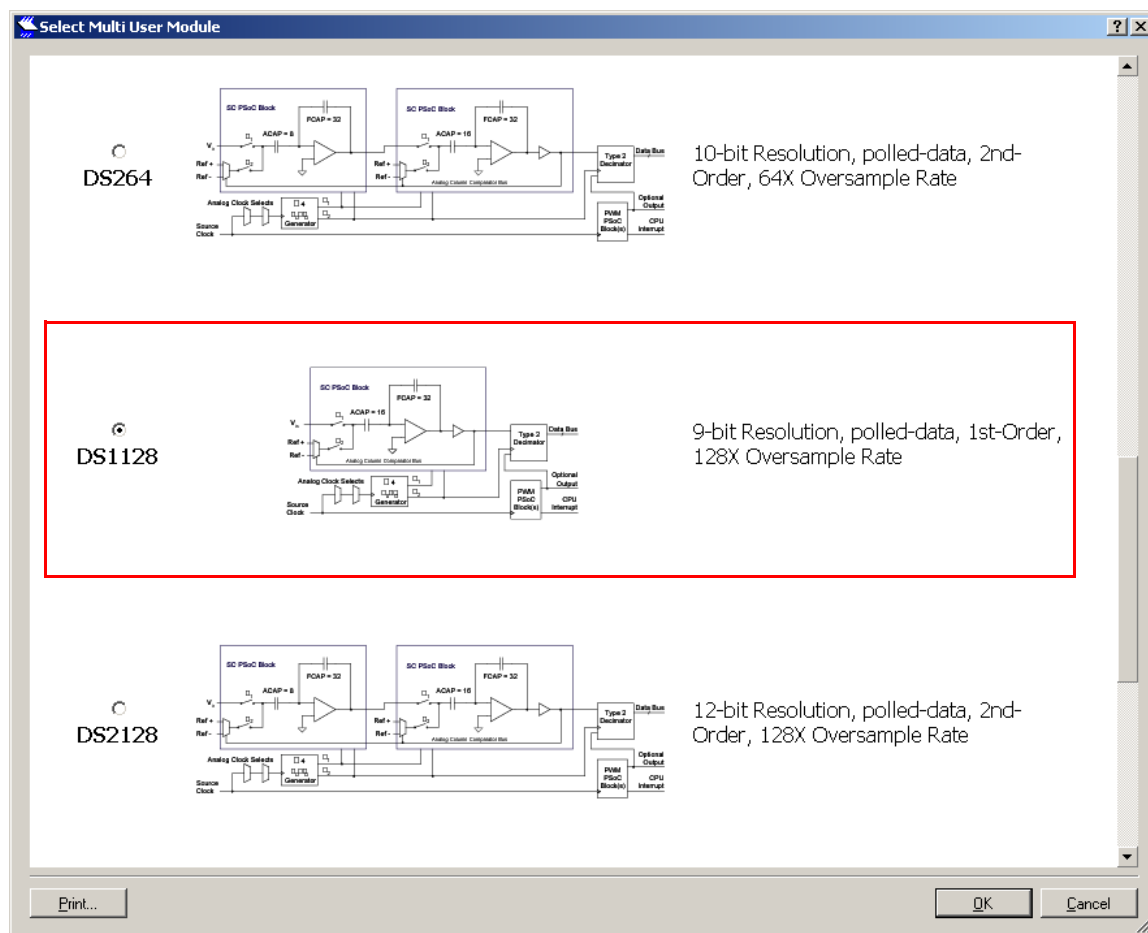 Select Multi User Module
DS264
SC PSoC Block
SC PSoC Block
ACAP = 8
FCAP = 32
ACAP = 16
FCAP = 32
Ref +
Ref -
Analog Column Comparator Bus
Type 2
Decimator
Data Bus
Analog Clock Selects
4
Generator
Source
Clock
PWM
PSoC
Block(s)
Optional
Output
CPU
Interrupt
10-bit Resolution, polled-data, 2nd-
Order, 64X Oversample Rate
DS1128
SC PSoC Block
ACAP = 16
FCAP = 32
Ref +
Ref -
Analog Column Comparator Bus
Type 2
Decimator
Data Bus
Analog Clock Selects
4
Generator
Source
Clock
PWM
PSoC
Block(s)
Optional
Output
CPU
Interrupt
9-bit Resolution, polled-data, 1st-Order,
128X Oversample Rate
DS2128
SC PSoC Block
SC PSoC Block
ACAP = 8
FCAP = 32
ACAP = 16
FCAP = 32
Ref +
Ref -
Analog Column Comparator Bus
Type 2
Decimator
Data Bus
Analog Clock Selects
4
Generator
Source
Clock
PWM
PSoC
Block(s)
Optional
Output
CPU
Interrupt
12-bit Resolution, polled-data, 2nd-
Order, 128X Oversample Rate
Print...
OK
Cancel